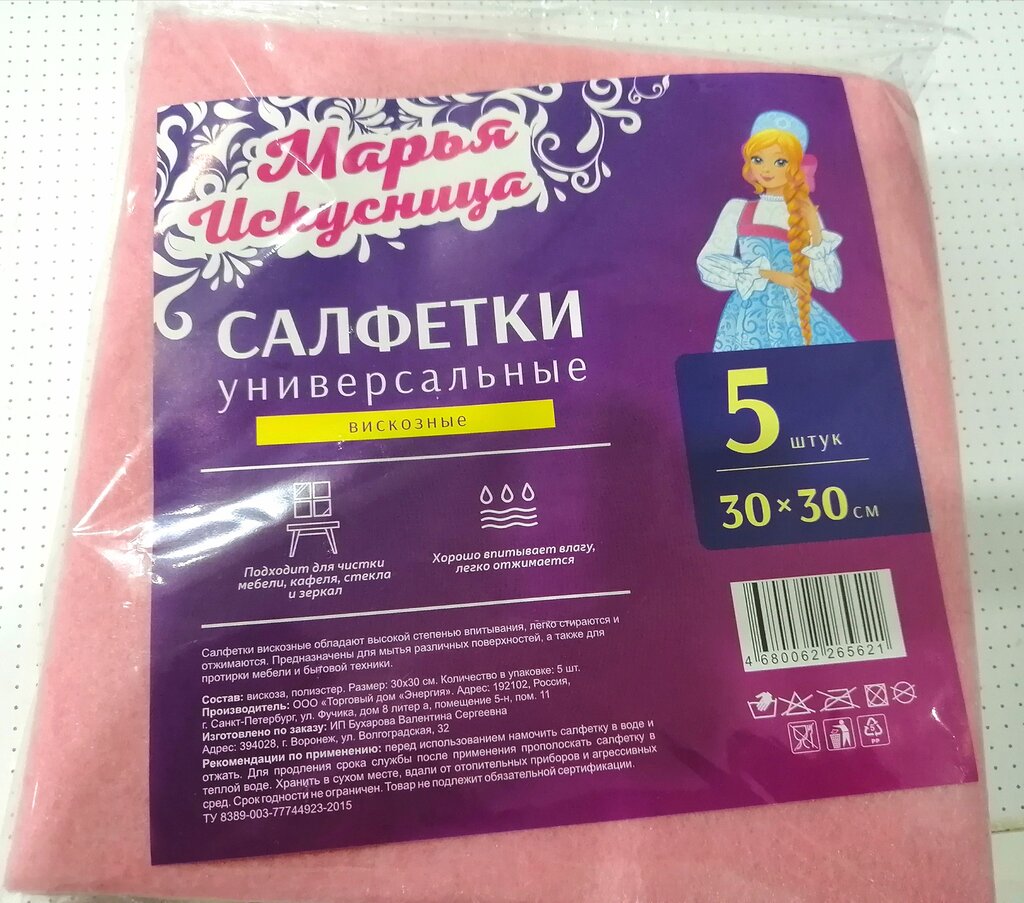 Марья
Искусница
САЛФЕТКИ
универсальные
вискозные
5 штук
30×30 см
Подходит для чистки
мебели, кафеля, стекла
и зеркал
Хорошо впитывает влагу,
легко отжимается
Салфетки вискозные обладают высокой степенью впитывания, легко стираются и
отжимаются. Предназначены для мытья различных поверхностей, а также для
протирки мебели и бытовой техники.
Состав: вискоза, полиэстер. Размер: 30х30 см. Количество в упаковке: 5 шт.
Производитель: ООО «Торговый дом «Энергия». Адрес: 192102, Россия,
г. Санкт-Петербург, ул. Фучика, дом 8 литер а, помещение 5-н, пом. 11
Изготовлено по заказу: ИП Бухарова Валентина Сергеевна
Адрес: 394028, г. Воронеж, ул. Волгоградская, 32
Рекомендации по применению: перед использованием намочить салфетку в воде и
отжать. Для продления срока службы после применения прополоскать салфетку в
теплой воде. Хранить в сухом месте, вдали от отопительных приборов и агрессивных
сред. Срок годности не ограничен. Товар не подлежит обязательной сертификации.
ТУ 8389-003-77744923-2015
4 680062 265621
5
PP